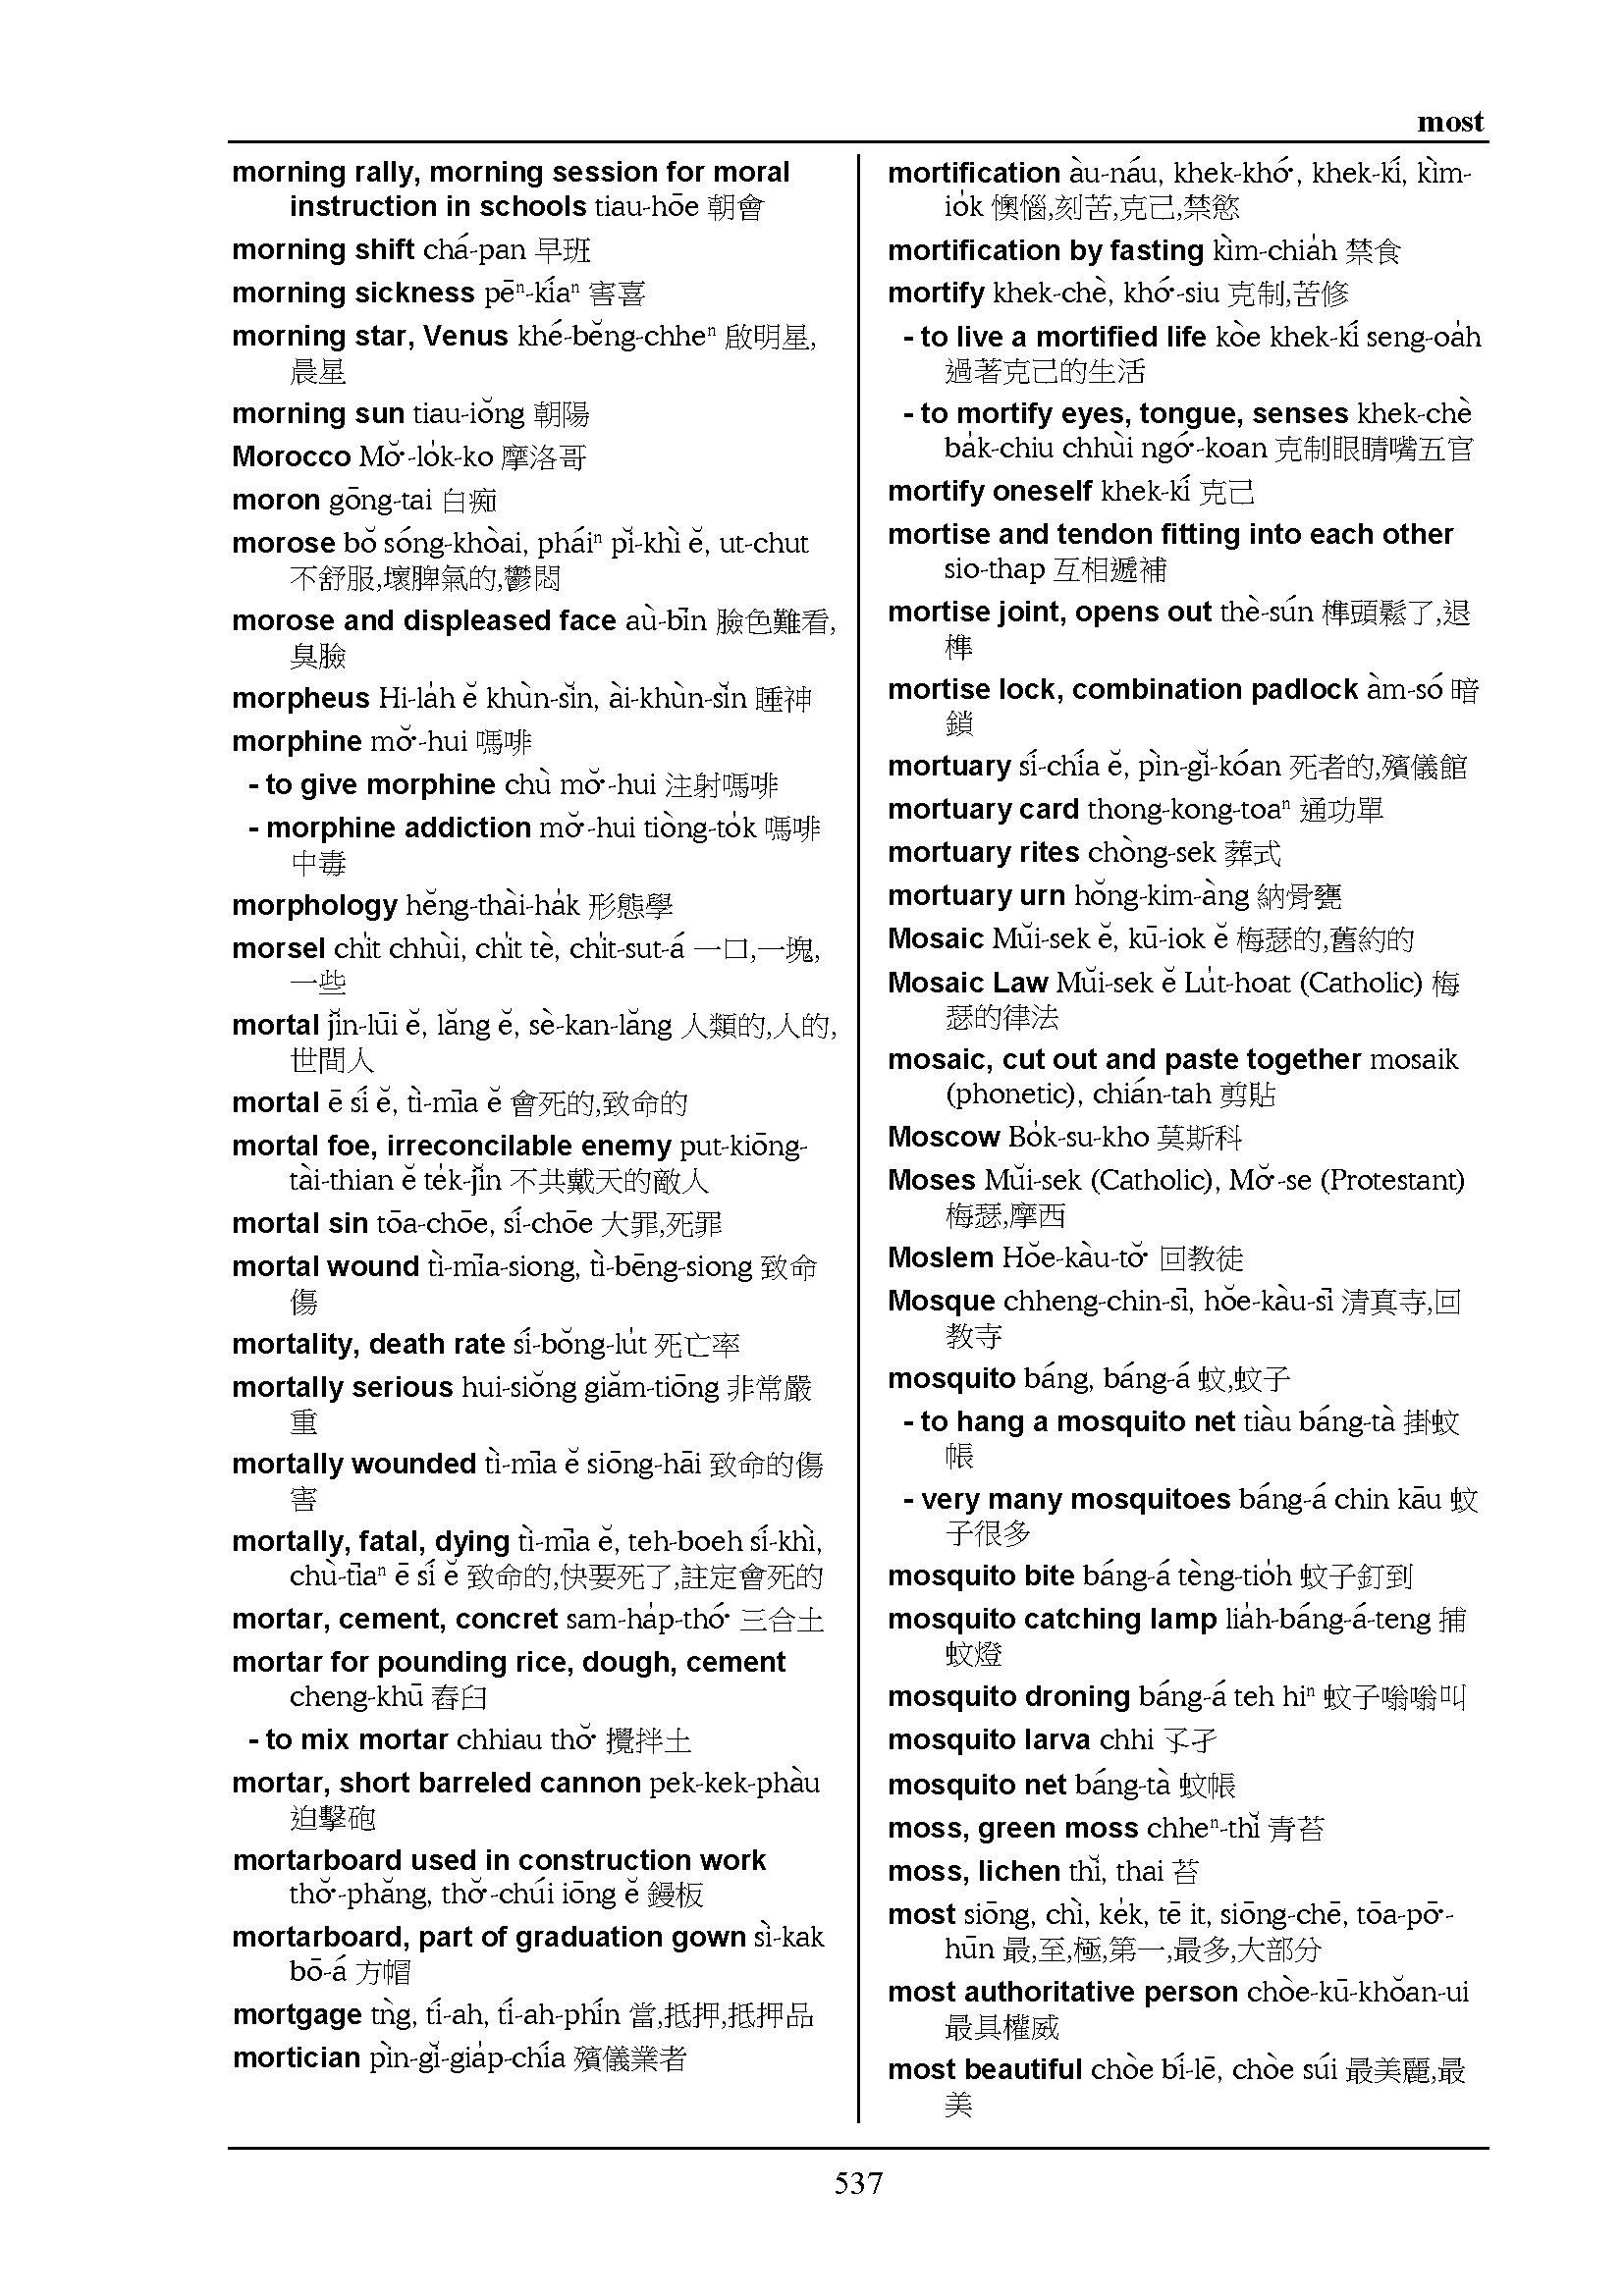 most
morning rally, morning session for moral
instruction in schools tiau-hōe 朝會
morning shift chá-pan 早班
morning sickness pēⁿ-kíaⁿ 害喜
morning star, Venus khé-bĕng-chheⁿ 啟明星,
晨星
morning sun tiau-iŏng 朝陽
Morocco Mŏ͘-lo̍k-ko 摩洛哥
moron gōng-tai 白痴
morose bŏ sóng-khòai, pháiⁿ pĭ-khì ĕ, ut-chut
不舒服,壞脾氣的,鬱悶
morose and displeased face aù-bīn 臉色難看,
臭臉
morpheus Hi-la̍h ĕ khùn-sĭn, ài-khùn-sĭn 睡神
morphine mŏ͘-hui 嗎啡
- to give morphine chù mŏ͘-hui 注射嗎啡
- morphine addiction mŏ͘-hui tiòng-to̍k 嗎啡
中毒
morphology hĕng-thài-ha̍k 形態學
morsel chi̍t chhùi, chi̍t tè, chi̍t-sut-á 一口,一塊,
一些
mortal jĭn-lūi ĕ, lăng ĕ, sè-kan-lăng 人類的,人的,
世間人
mortal ē sí ĕ, tì-mīa ĕ 會死的,致命的
mortal foe, irreconcilable enemy put-kiōng-
tài-thian ĕ te̍k-jĭn 不共戴天的敵人
mortal sin tōa-chōe, sí-chōe 大罪,死罪
mortal wound tì-mīa-siong, tì-bēng-siong 致命
傷
mortality, death rate sí-bŏng-lu̍t 死亡率
mortally serious hui-siŏng giăm-tiōng 非常嚴
重
mortally wounded tì-mīa ĕ siōng-hāi 致命的傷
害
mortally, fatal, dying tì-mīa ĕ, teh-boeh sí-khì,
chù-tīaⁿ ē sí ĕ 致命的,快要死了,註定會死的
mortar, cement, concret sam-ha̍p-thó͘ 三合土
mortar for pounding rice, dough, cement
cheng-khū 舂臼
- to mix mortar chhiau thŏ͘ 攪拌土
mortar, short barreled cannon pek-kek-phàu
迫擊砲
mortarboard used in construction work
thŏ͘-phăng, thŏ͘-chúi iōng ĕ 鏝板
mortarboard, part of graduation gown sì-kak
bō-á 方帽
mortgage tǹg, tí-ah, tí-ah-phín 當,抵押,抵押品
mortician pìn-gĭ-gia̍p-chía 殯儀業者
mortification àu-náu, khek-khó͘, khek-kí, kìm-
io̍k 懊惱,刻苦,克己,禁慾
mortification by fasting kìm-chia̍h 禁食
mortify khek-chè, khó͘-siu 克制,苦修
- to live a mortified life kòe khek-kí seng-oa̍h
過著克己的生活
- to mortify eyes, tongue, senses khek-chè
ba̍k-chiu chhùi ngó͘-koan 克制眼睛嘴五官
mortify oneself khek-kí 克己
mortise and tendon fitting into each other
sio-thap 互相遞補
mortise joint, opens out thè-sún 榫頭鬆了,退
榫
mortise lock, combination padlock àm-só 暗
鎖
mortuary sí-chía ĕ, pìn-gĭ-kóan 死者的,殯儀館
mortuary card thong-kong-toaⁿ 通功單
mortuary rites chòng-sek 葬式
mortuary urn hŏng-kim-àng 納骨甕
Mosaic Mŭi-sek ĕ, kū-iok ĕ 梅瑟的,舊約的
Mosaic Law Mŭi-sek ĕ Lu̍t-hoat (Catholic) 梅
瑟的律法
mosaic, cut out and paste together mosaik
(phonetic), chián-tah 剪貼
Moscow Bo̍k-su-kho 莫斯科
Moses Mŭi-sek (Catholic), Mŏ͘-se (Protestant)
梅瑟,摩西
Moslem Hŏe-kàu-tŏ͘ 回教徒
Mosque chheng-chin-sī, hŏe-kàu-sī 清真寺,回
教寺
mosquito báng, báng-á 蚊,蚊子
- to hang a mosquito net tiàu báng-tà 掛蚊
帳
- very many mosquitoes báng-á chin kāu 蚊
子很多
mosquito bite báng-á tèng-tio̍h 蚊子釘到
mosquito catching lamp lia̍h-báng-á-teng 捕
蚊燈
mosquito droning báng-á teh hiⁿ 蚊子嗡嗡叫
mosquito larva chhi 孓孑
mosquito net báng-tà 蚊帳
moss, green moss chheⁿ-thĭ 青苔
moss, lichen thĭ, thai 苔
most siōng, chì, ke̍k, tē it, siōng-chē, tōa-pō͘-
hūn 最,至,極,第一,最多,大部分
most authoritative person chòe-kū-khŏan-ui
最具權威
most beautiful chòe bí-lē, chòe súi 最美麗,最
美
537